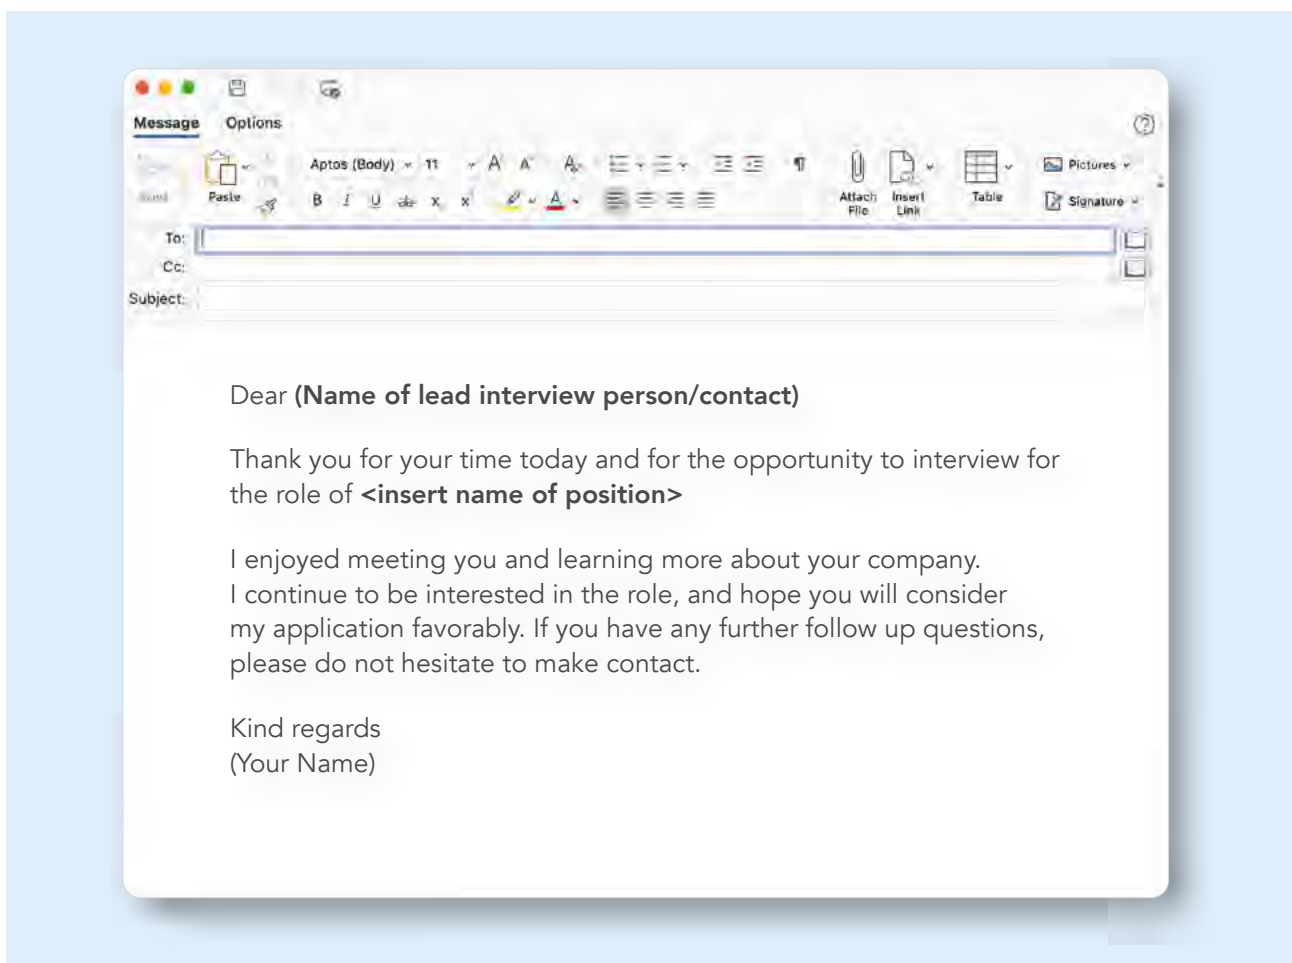 Message Options
Aptos (Body) 11
Paste
B I U ab x x A
Attach File
Insert Link
Table
Pictures
Signature
To:
Cc:
Subject:
Dear (Name of lead interview person/contact)
Thank you for your time today and for the opportunity to interview for
the role of <insert name of position>
I enjoyed meeting you and learning more about your company.
I continue to be interested in the role, and hope you will consider
my application favorably. If you have any further follow up questions,
please do not hesitate to make contact.
Kind regards
(Your Name)